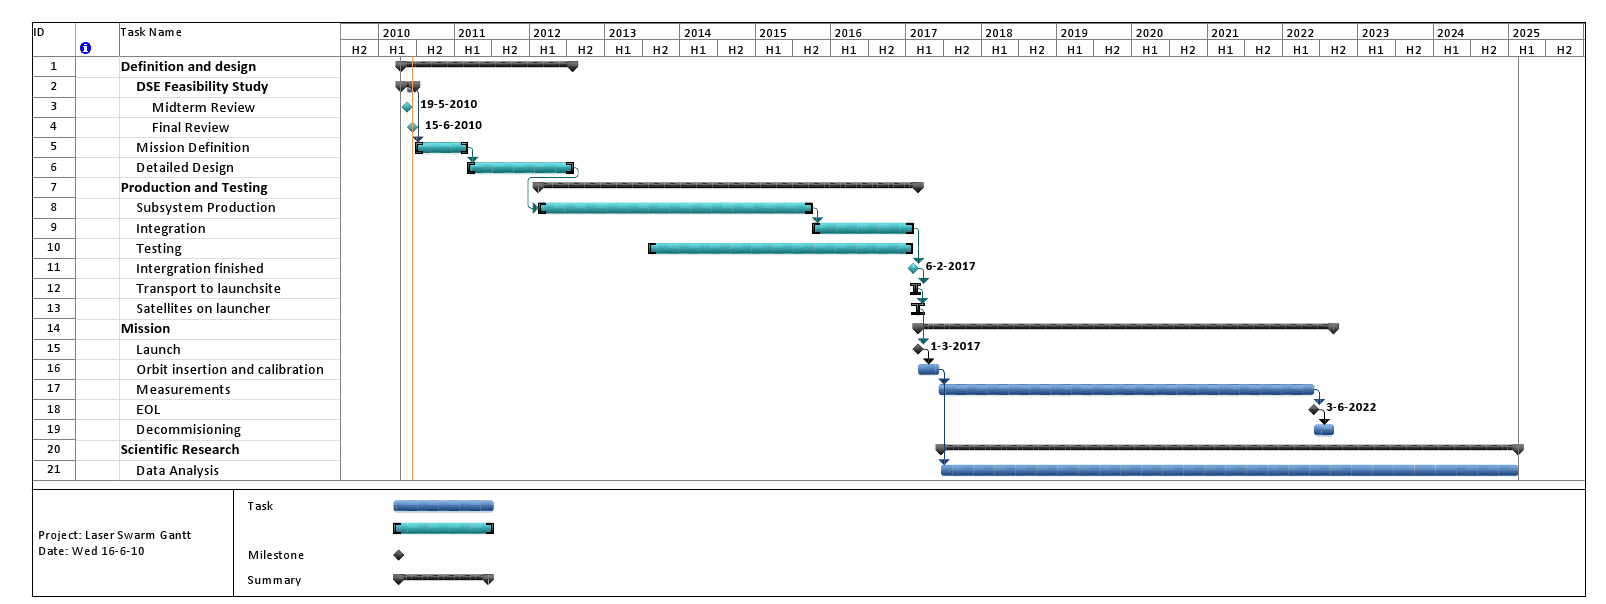 ID Task Name 2010 2011 2012 2013 2014 2015 2016 2017 2018 2019 2020 2021 2022 2023 2024 2025
H2 H1 H2 H1 H2 H1 H2 H1 H2 H1 H2 H1 H2 H1 H2 H1 H2 H1 H2 H1 H2 H1 H2 H1 H2 H1 H2 H1 H2 H1 H2 H1 H2
1 Definition and design
2 DSE Feasibility Study
3 Midterm Review 19-5-2010
4 Final Review 15-6-2010
5 Mission Definition
6 Detailed Design
7 Production and Testing
8 Subsystem Production
9 Integration
10 Testing
11 Intergration finished 6-2-2017
12 Transport to launchsite
13 Satellites on launcher
14 Mission
15 Launch 1-3-2017
16 Orbit insertion and calibration
17 Measurements
18 EOL 3-6-2022
19 Decommisioning
20 Scientific Research
21 Data Analysis
Project: Laser Swarm Gantt
Date: Wed 16-6-10
Task
Milestone
Summary